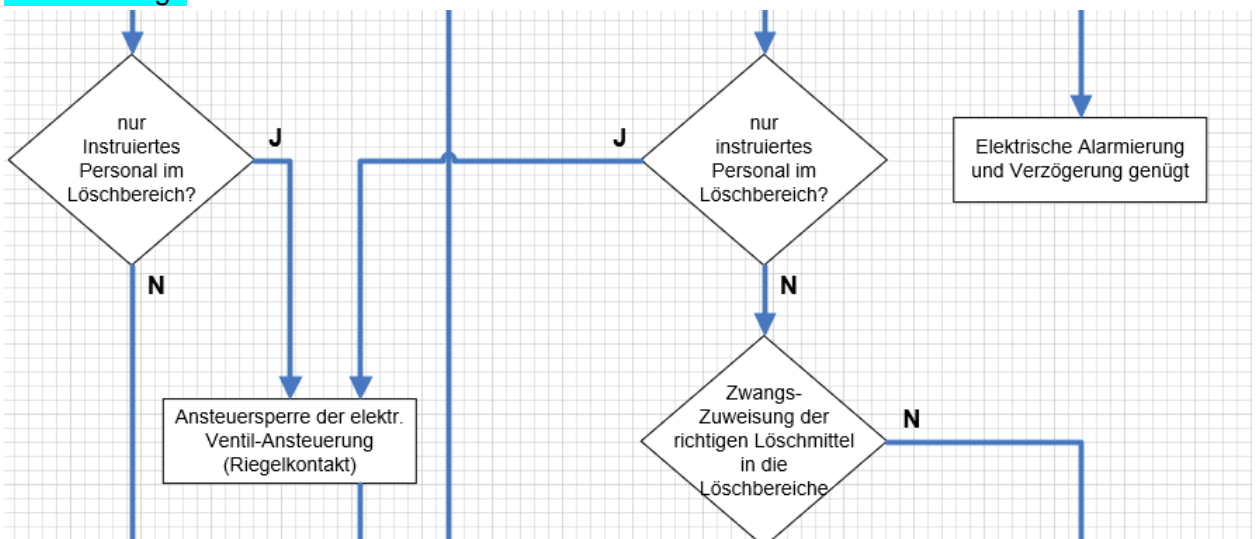 nur
Instruiertes
Personal im
Löschbereich?
J
N
J
nur
instruiertes
Personal im
Löschbereich?
N
Elektrische Alarmierung
und Verzögerung genügt
Ansteuersperre der elektr.
Ventil-Ansteuerung
(Riegelkontakt)
Zwangs-
Zuweisung der
richtigen Löschmittel
in die
Löschbereiche
N